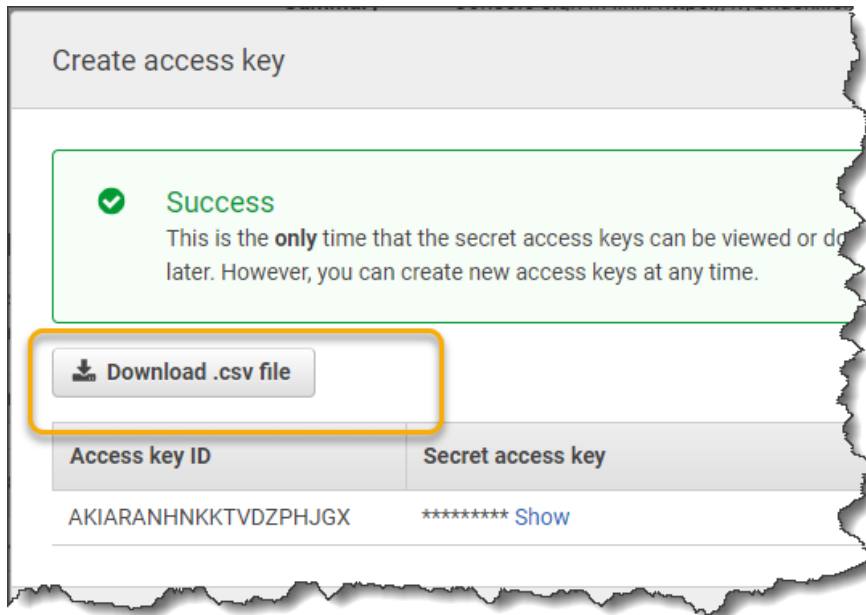 Create access key
Success
This is the only time that the secret access keys can be viewed or
later. However, you can create new access keys at any time.
Download .csv file
Access key ID Secret access key
AKIARANHNKKTVDZPHJGX ********* Show